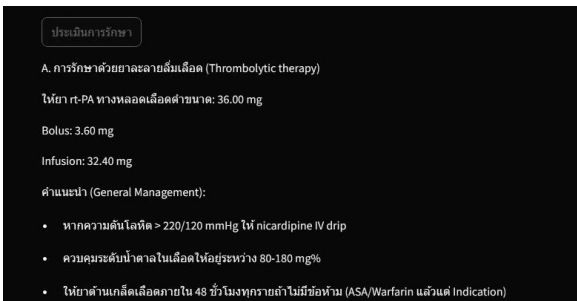 ประเมินการรักษา
A. การรักษาด้วยยาละลายลิ่มเลือด (Thrombolytic therapy)
ให้ยา rt-PA ทางหลอดเลือดดำขนาด: 36.00 mg
Bolus: 3.60 mg
Infusion: 32.40 mg
คำแนะนำ (General Management):
• หากความดันโลหิต > 220/120 mmHg ให้ nicardipine IV drip
• ควบคุมระดับน้ำตาลในเลือดให้อยู่ระหว่าง 80-180 mg%
• ให้ยาต้านเกล็ดเลือดภายใน 48 ชั่วโมงทุกรายถ้าไม่มีข้อห้าม (ASA/Warfarin แล้วแต่ Indication)